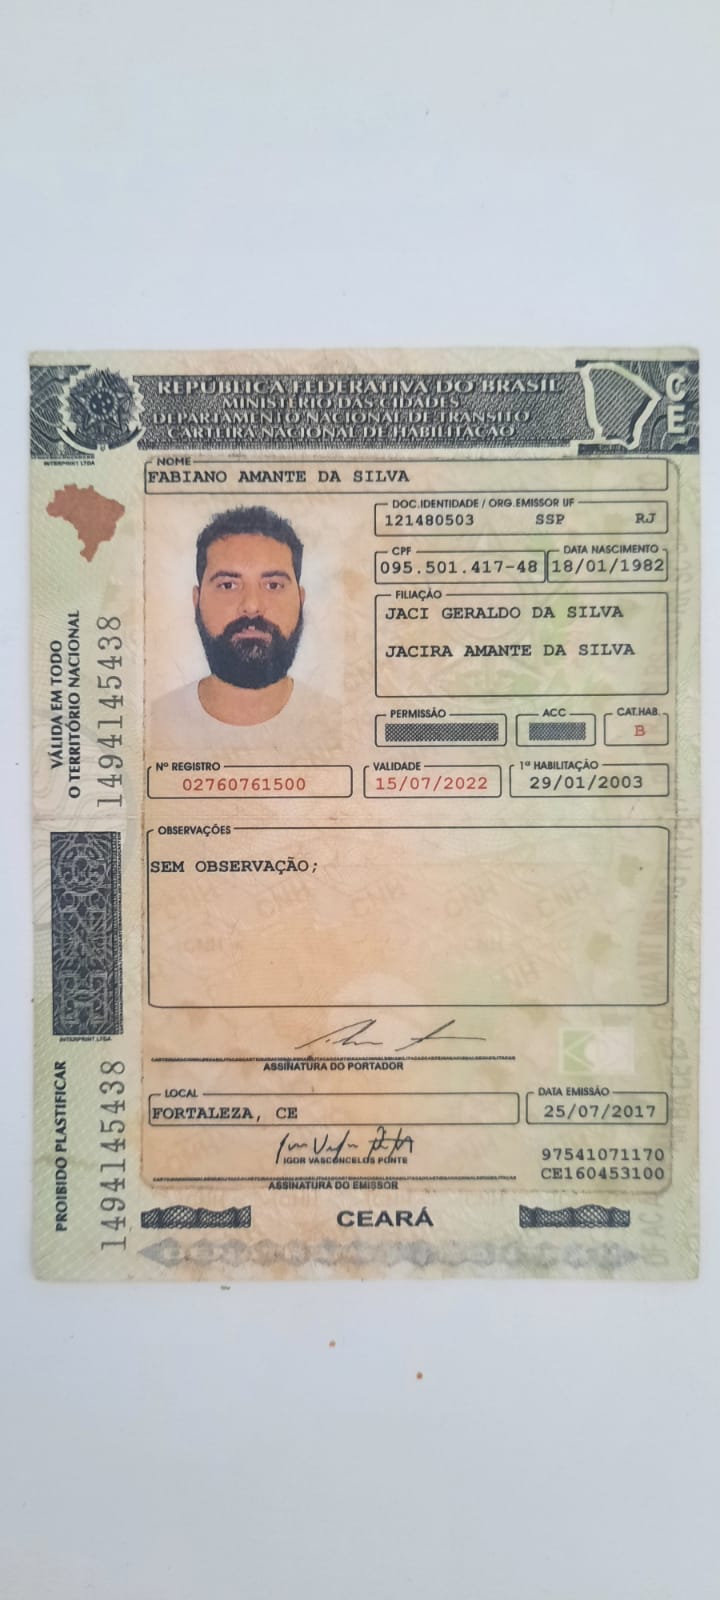 REPÚBLICA FEDERATIVA DO BRASIL
MINISTÉRIO DAS CIDADES
DEPARTAMENTO NACIONAL DE TRÂNSITO
CARTEIRA NACIONAL DE HABILITAÇÃO
CE
INTERPRINT LTDA
NOME
FABIANO AMANTE DA SILVA
DOC. IDENTIDADE / ORG. EMISSOR UF
121480503 SSP RJ
CPF
095.501.417-48
DATA NASCIMENTO
18/01/1982
FILIAÇÃO
JACI GERALDO DA SILVA
JACIRA AMANTE DA SILVA
PERMISSÃO
ACC
CAT.HAB.
B
Nº REGISTRO
02760761500
VALIDADE
15/07/2022
1ª HABILITAÇÃO
29/01/2003
VÁLIDA EM TODO
O TERRITÓRIO NACIONAL
1494145438
OBSERVAÇÕES
SEM OBSERVAÇÃO;
INTERPRINT LTDA
ASSINATURA DO PORTADOR
LOCAL
FORTALEZA, CE
DATA EMISSÃO
25/07/2017
IGOR VASCONCELOS PONTE
ASSINATURA DO EMISSOR
97541071170
CE160453100
PROIBIDO PLASTIFICAR
1494145438
CEARÁ